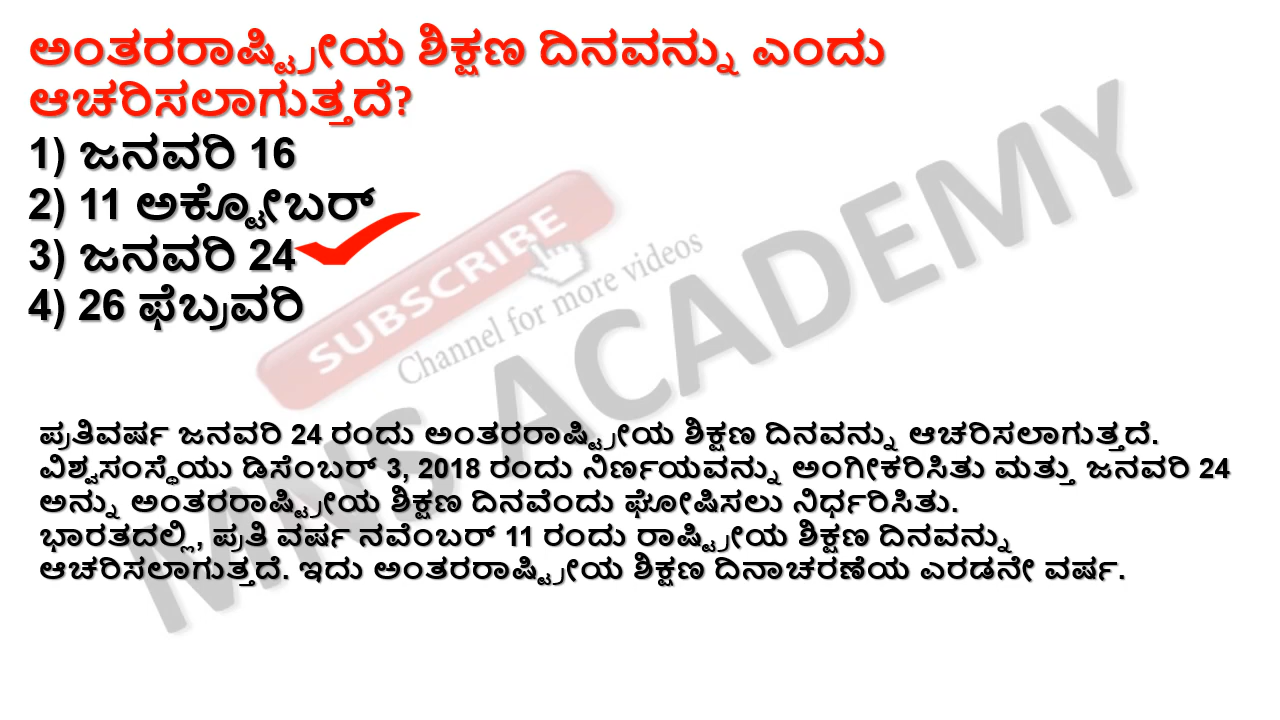 ಅಂತರರಾಷ್ಟ್ರೀಯ ಶಿಕ್ಷಣ ದಿನವನ್ನು ಎಂದು
ಆಚರಿಸಲಾಗುತ್ತದೆ?
1) ಜನವರಿ 16
2) 11 ಅಕ್ಟೋಬರ್
3) ಜನವರಿ 24
4) 26 ಫೆಬ್ರವರಿ
SUBSCRIBE
Channel for more videos
MNS ACADEMY
ಪ್ರತಿವರ್ಷ ಜನವರಿ 24 ರಂದು ಅಂತರರಾಷ್ಟ್ರೀಯ ಶಿಕ್ಷಣ ದಿನವನ್ನು ಆಚರಿಸಲಾಗುತ್ತದೆ.
ವಿಶ್ವಸಂಸ್ಥೆಯು ಡಿಸೆಂಬರ್ 3, 2018 ರಂದು ನಿರ್ಣಯವನ್ನು ಅಂಗೀಕರಿಸಿತು ಮತ್ತು ಜನವರಿ 24
ಅನ್ನು ಅಂತರರಾಷ್ಟ್ರೀಯ ಶಿಕ್ಷಣ ದಿನವೆಂದು ಘೋಷಿಸಲು ನಿರ್ಧರಿಸಿತು.
ಭಾರತದಲ್ಲಿ, ಪ್ರತಿ ವರ್ಷ ನವೆಂಬರ್ 11 ರಂದು ರಾಷ್ಟ್ರೀಯ ಶಿಕ್ಷಣ ದಿನವನ್ನು
ಆಚರಿಸಲಾಗುತ್ತದೆ. ಇದು ಅಂತರರಾಷ್ಟ್ರೀಯ ಶಿಕ್ಷಣ ದಿನಾಚರಣೆಯ ಎರಡನೇ ವರ್ಷ.